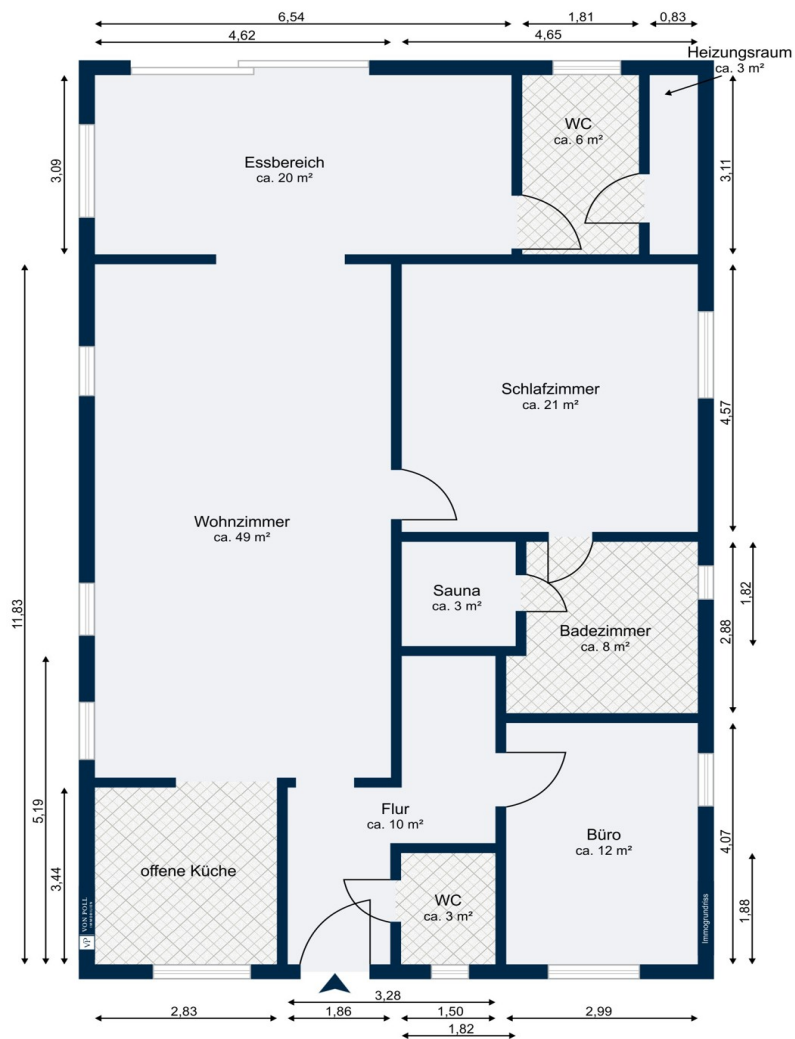 6,54
1,81
0,83
4,62
4,65
Heizungsraum
ca. 3 m²
WC
ca. 6 m²
Essbereich
ca. 20 m²
3,09
3,11
Schlafzimmer
ca. 21 m²
4,57
Wohnzimmer
ca. 49 m²
11,83
Sauna
ca. 3 m²
1,82
2,88
Badezimmer
ca. 8 m²
5,19
Flur
ca. 10 m²
Büro
ca. 12 m²
4,07
3,44
offene Küche
WC
ca. 3 m²
1,88
VP VON POLL
IMMOBILIEN
Immogrundriss
3,28
2,83
1,86
1,50
2,99
1,82